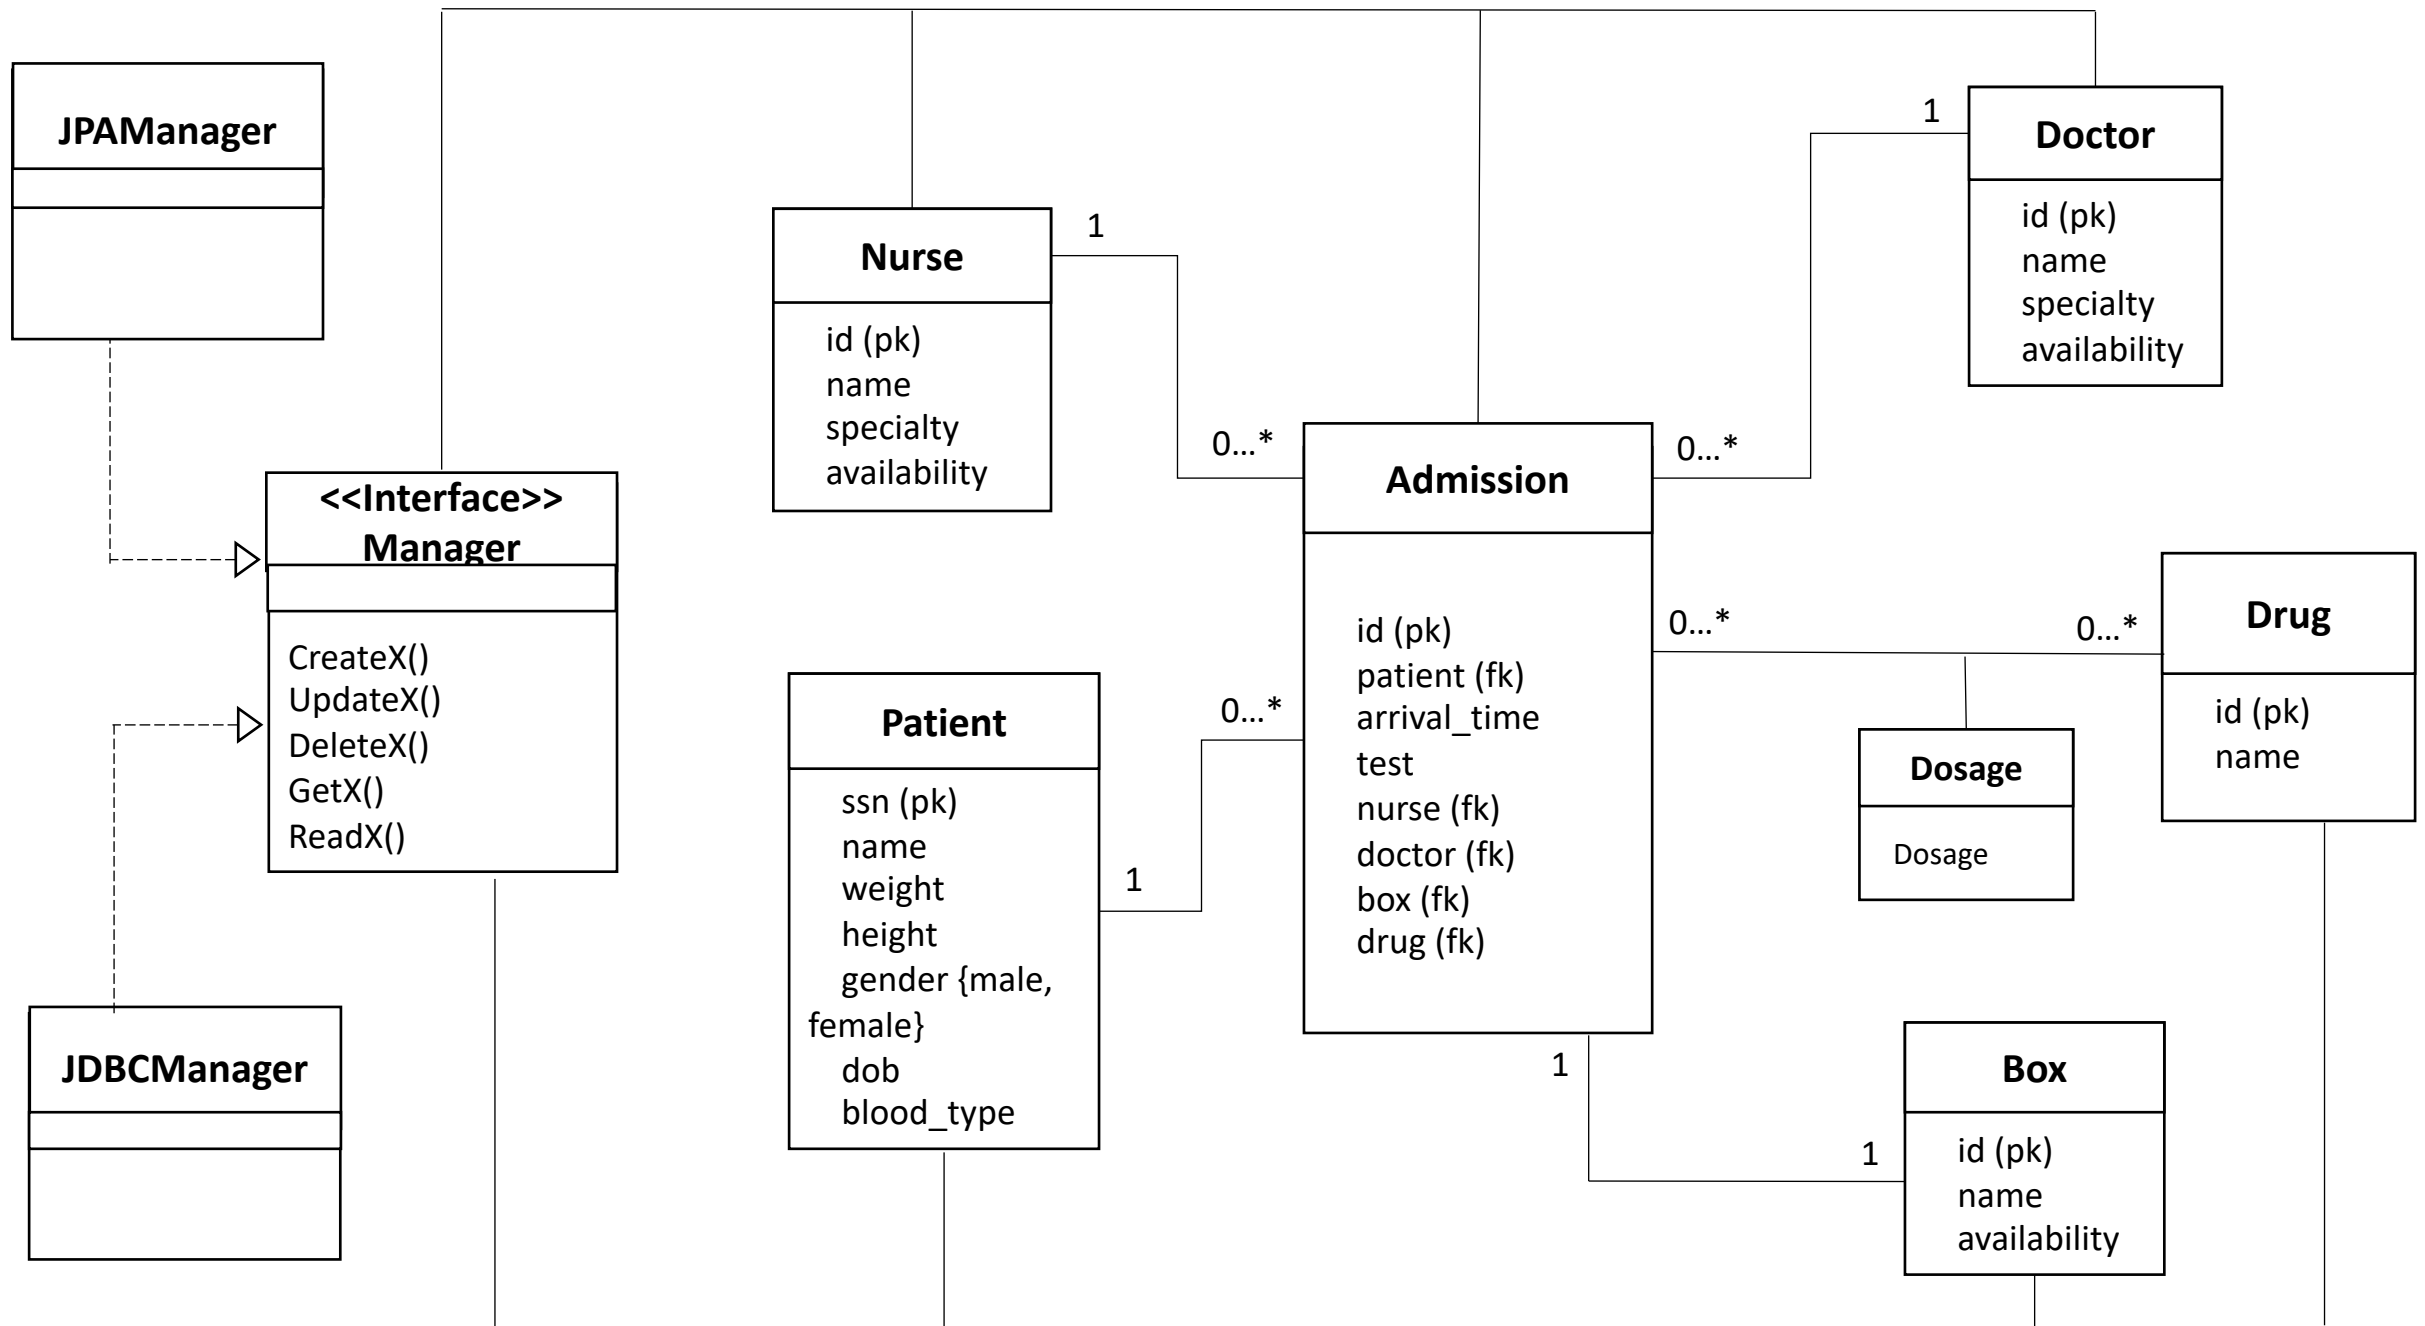 JPAManager
<<Interface>>
Manager
CreateX()
UpdateX()
DeleteX()
GetX()
ReadX()
JDBCManager
Nurse
id (pk)
name
specialty
availability
1
0...*
Patient
ssn (pk)
name
weight
height
gender {male,
female}
dob
blood_type
1
0...*
Admission
id (pk)
patient (fk)
arrival_time
test
nurse (fk)
doctor (fk)
box (fk)
drug (fk)
1
Doctor
id (pk)
name
specialty
availability
0...*
1
Drug
id (pk)
name
0...*
0...*
Dosage
Dosage
Box
id (pk)
name
availability
1
1